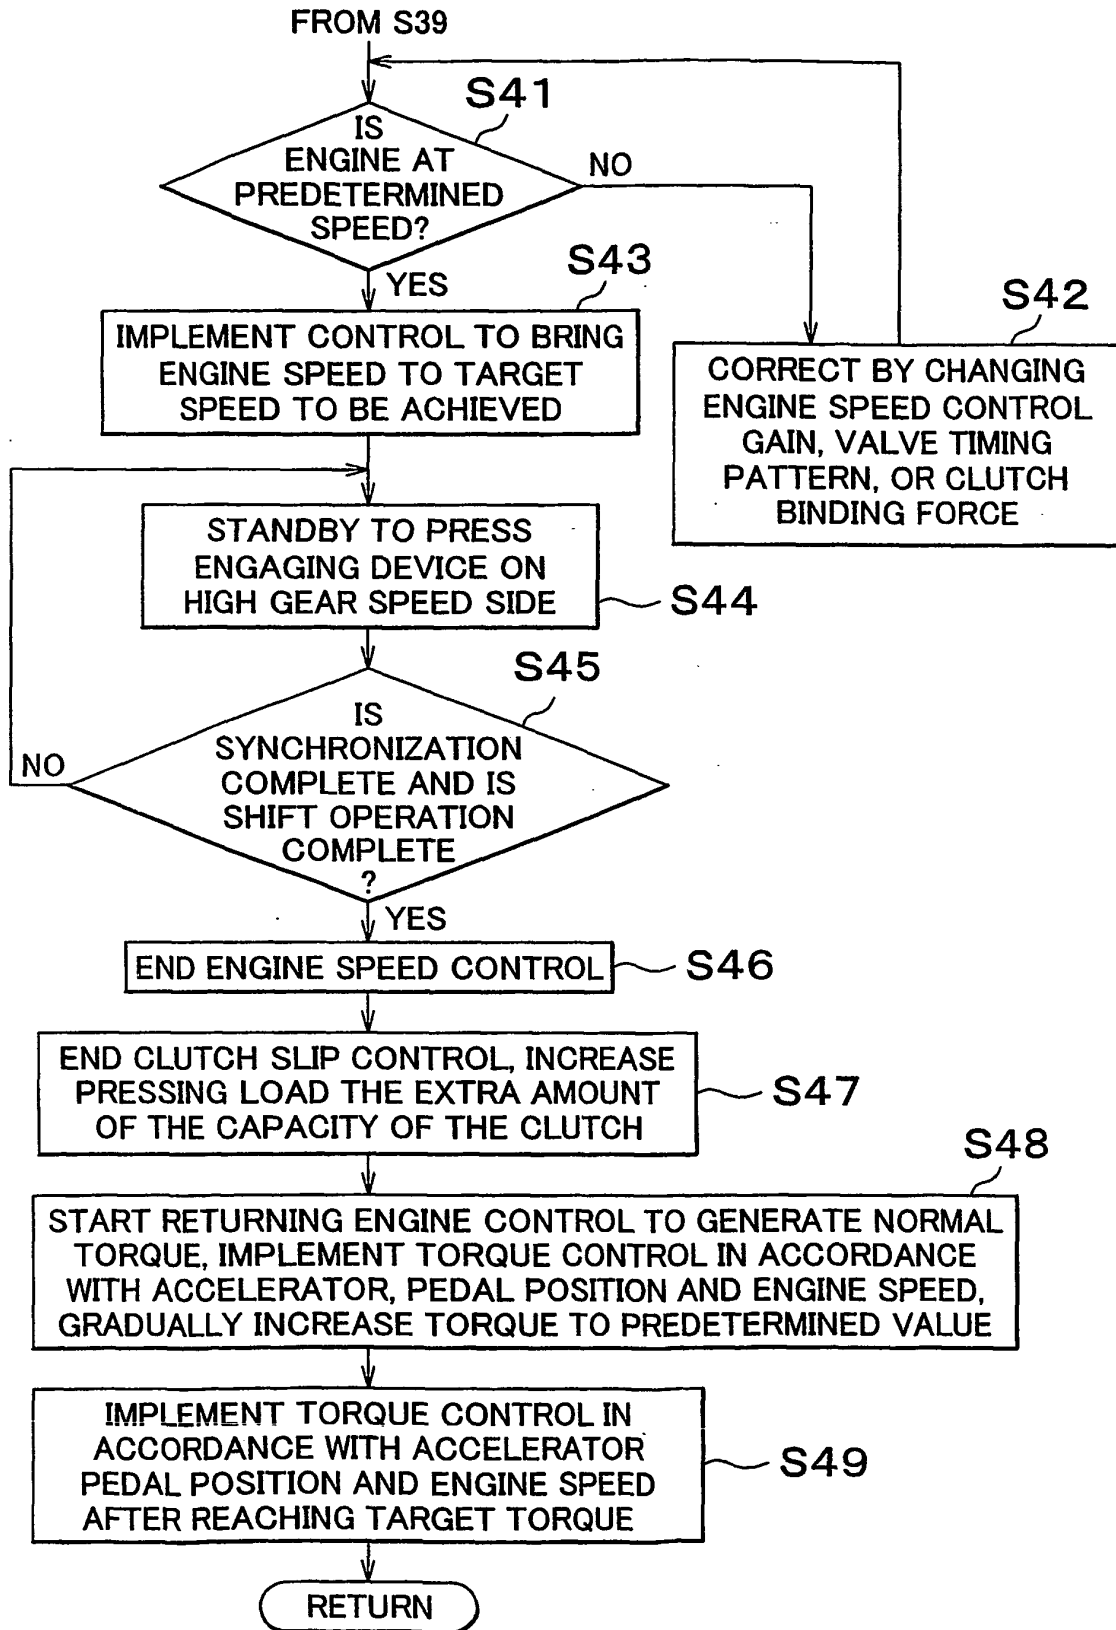 FROM S39
S41
IS
ENGINE AT
PREDETERMINED
SPEED?
NO
YES
S43
IMPLEMENT CONTROL TO BRING
ENGINE SPEED TO TARGET
SPEED TO BE ACHIEVED
S42
CORRECT BY CHANGING
ENGINE SPEED CONTROL
GAIN, VALVE TIMING
PATTERN, OR CLUTCH
BINDING FORCE
STANDBY TO PRESS
ENGAGING DEVICE ON
HIGH GEAR SPEED SIDE
S44
S45
IS
SYNCHRONIZATION
COMPLETE AND IS
SHIFT OPERATION
COMPLETE
?
NO
YES
END ENGINE SPEED CONTROL
S46
END CLUTCH SLIP CONTROL, INCREASE
PRESSING LOAD THE EXTRA AMOUNT
OF THE CAPACITY OF THE CLUTCH
S47
S48
START RETURNING ENGINE CONTROL TO GENERATE NORMAL
TORQUE, IMPLEMENT TORQUE CONTROL IN ACCORDANCE
WITH ACCELERATOR, PEDAL POSITION AND ENGINE SPEED,
GRADUALLY INCREASE TORQUE TO PREDETERMINED VALUE
IMPLEMENT TORQUE CONTROL IN
ACCORDANCE WITH ACCELERATOR
PEDAL POSITION AND ENGINE SPEED
AFTER REACHING TARGET TORQUE
S49
RETURN